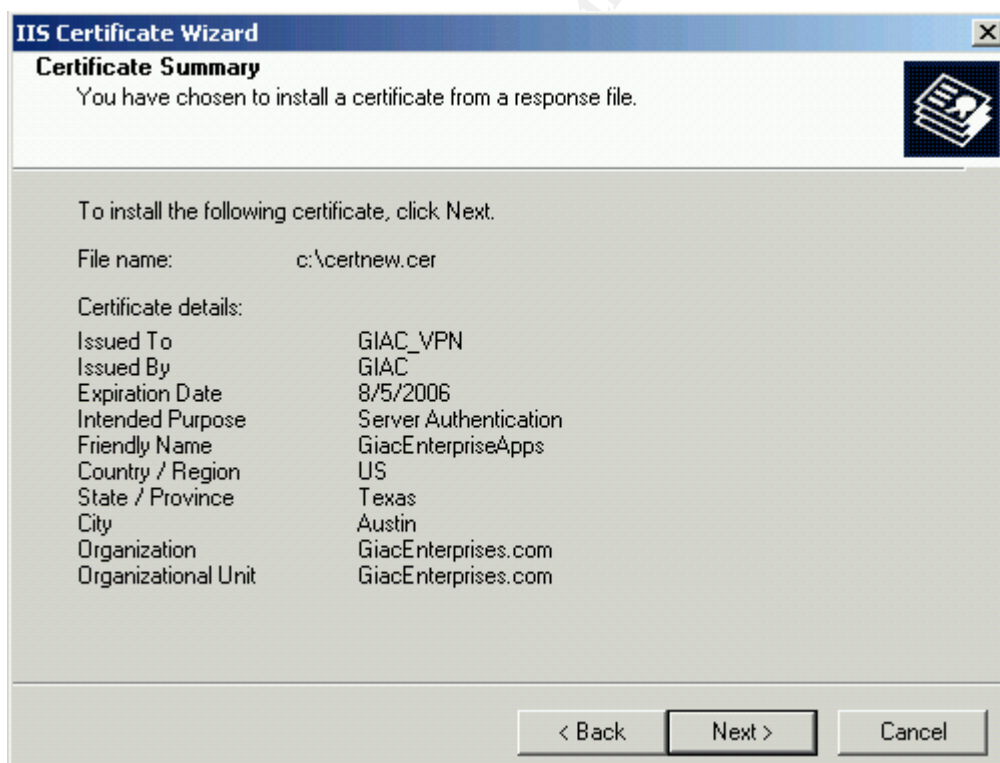 IIS Certificate Wizard
Certificate Summary
You have chosen to install a certificate from a response file.
To install the following certificate, click Next.
File name: c:\certnew.cer
Certificate details:
Issued To GIAC_VPN
Issued By GIAC
Expiration Date 8/5/2006
Intended Purpose Server Authentication
Friendly Name GiacEnterpriseApps
Country / Region US
State / Province Texas
City Austin
Organization GiacEnterprises.com
Organizational Unit GiacEnterprises.com
< Back Next > Cancel